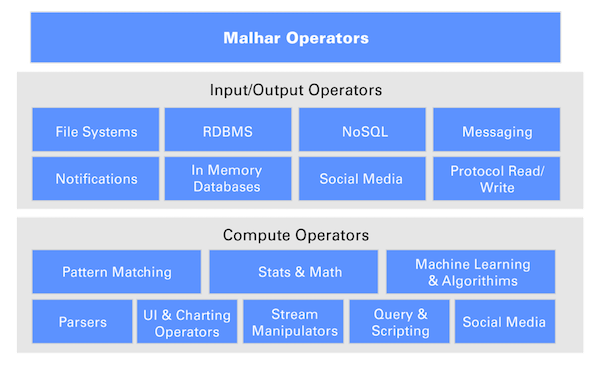 Malhar Operators
Input/Output Operators
File Systems
RDBMS
NoSQL
Messaging
Notifications
In Memory
Databases
Social Media
Protocol Read/
Write
Compute Operators
Pattern Matching
Stats & Math
Machine Learning
& Algorithims
Parsers
UI & Charting
Operators
Stream
Manipulators
Query &
Scripting
Social Media